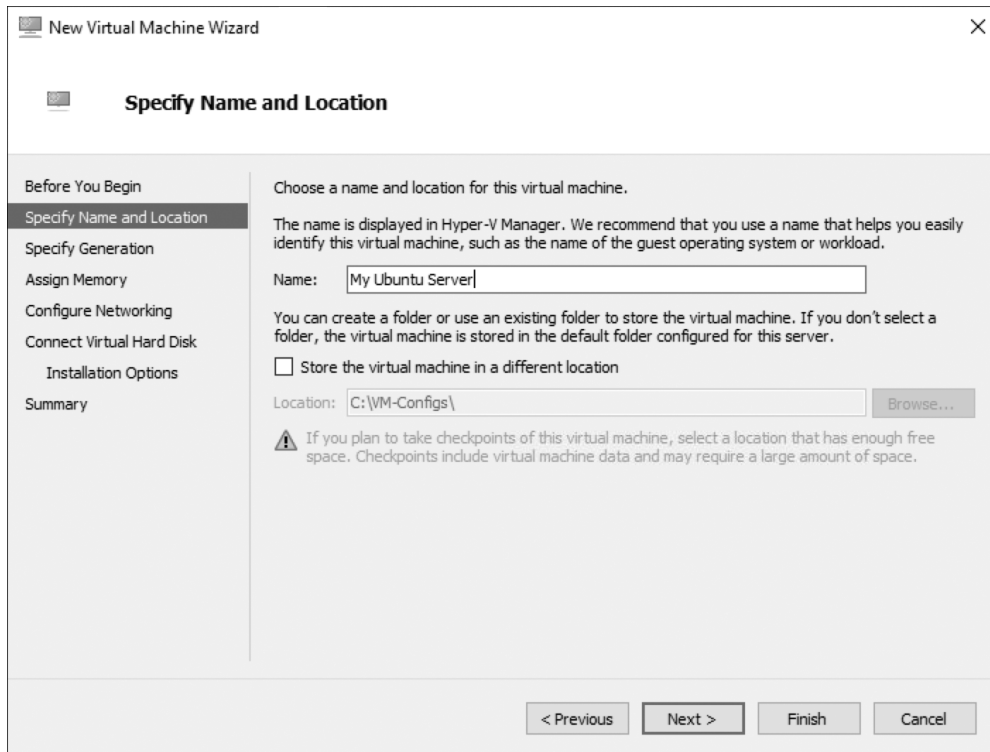 New Virtual Machine Wizard
Specify Name and Location
Before You Begin
Specify Name and Location
Specify Generation
Assign Memory
Configure Networking
Connect Virtual Hard Disk
Installation Options
Summary
Choose a name and location for this virtual machine.
The name is displayed in Hyper-V Manager. We recommend that you use a name that helps you easily
identify this virtual machine, such as the name of the guest operating system or workload.
Name: My Ubuntu Server
You can create a folder or use an existing folder to store the virtual machine. If you don't select a
folder, the virtual machine is stored in the default folder configured for this server.
Store the virtual machine in a different location
Location: C:\VM-Configs\ Browse...
If you plan to take checkpoints of this virtual machine, select a location that has enough free
space. Checkpoints include virtual machine data and may require a large amount of space.
< Previous Next > Finish Cancel